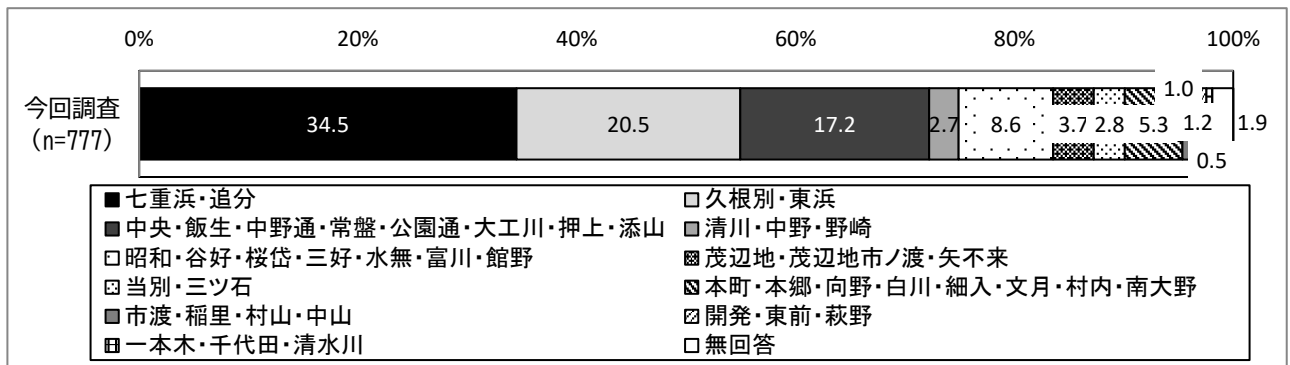 0% 20% 40% 60% 80% 100%
今回調査
(n=777)
34.5 20.5 17.2 2.7 8.6 3.7 2.8 5.3 1.0 1.2 0.5 1.9
七重浜・追分 久根別・東浜
中央・飯生・中野通・常盤・公園通・大工川・押上・添山 清川・中野・野崎
昭和・谷好・桜岱・三好・水無・富川・館野 茂辺地・茂辺地市ノ渡・矢不来
当別・三ツ石 本町・本郷・向野・白川・細入・文月・村内・南大野
市渡・稲里・村山・中山 開発・東前・萩野
一本木・千代田・清水川 無回答